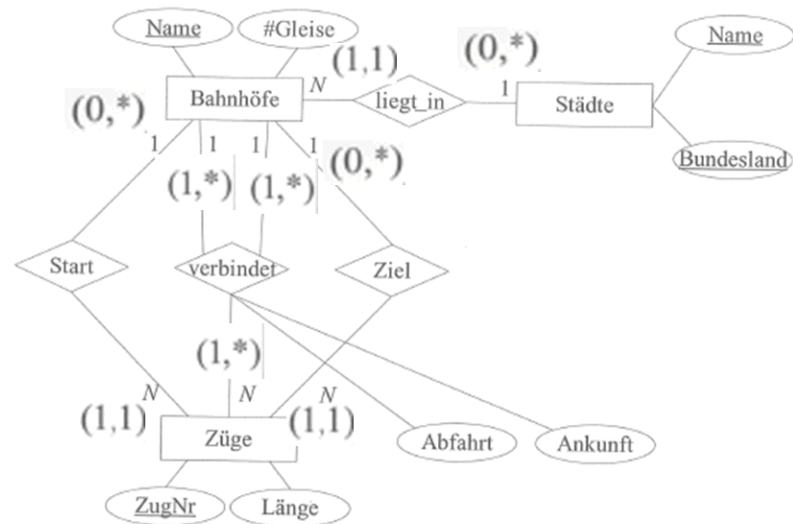 Name
#Gleise
Name
(1,1)
(0,*)
N
1
Bahnhöfe
liegt_in
Städte
(0,*)
1
1
1
1
(0,*)
Bundesland
(1,*)
(1,*)
Start
verbindet
Ziel
(1,*)
N
N
N
(1,1)
(1,1)
Züge
Abfahrt
Ankunft
ZugNr
Länge